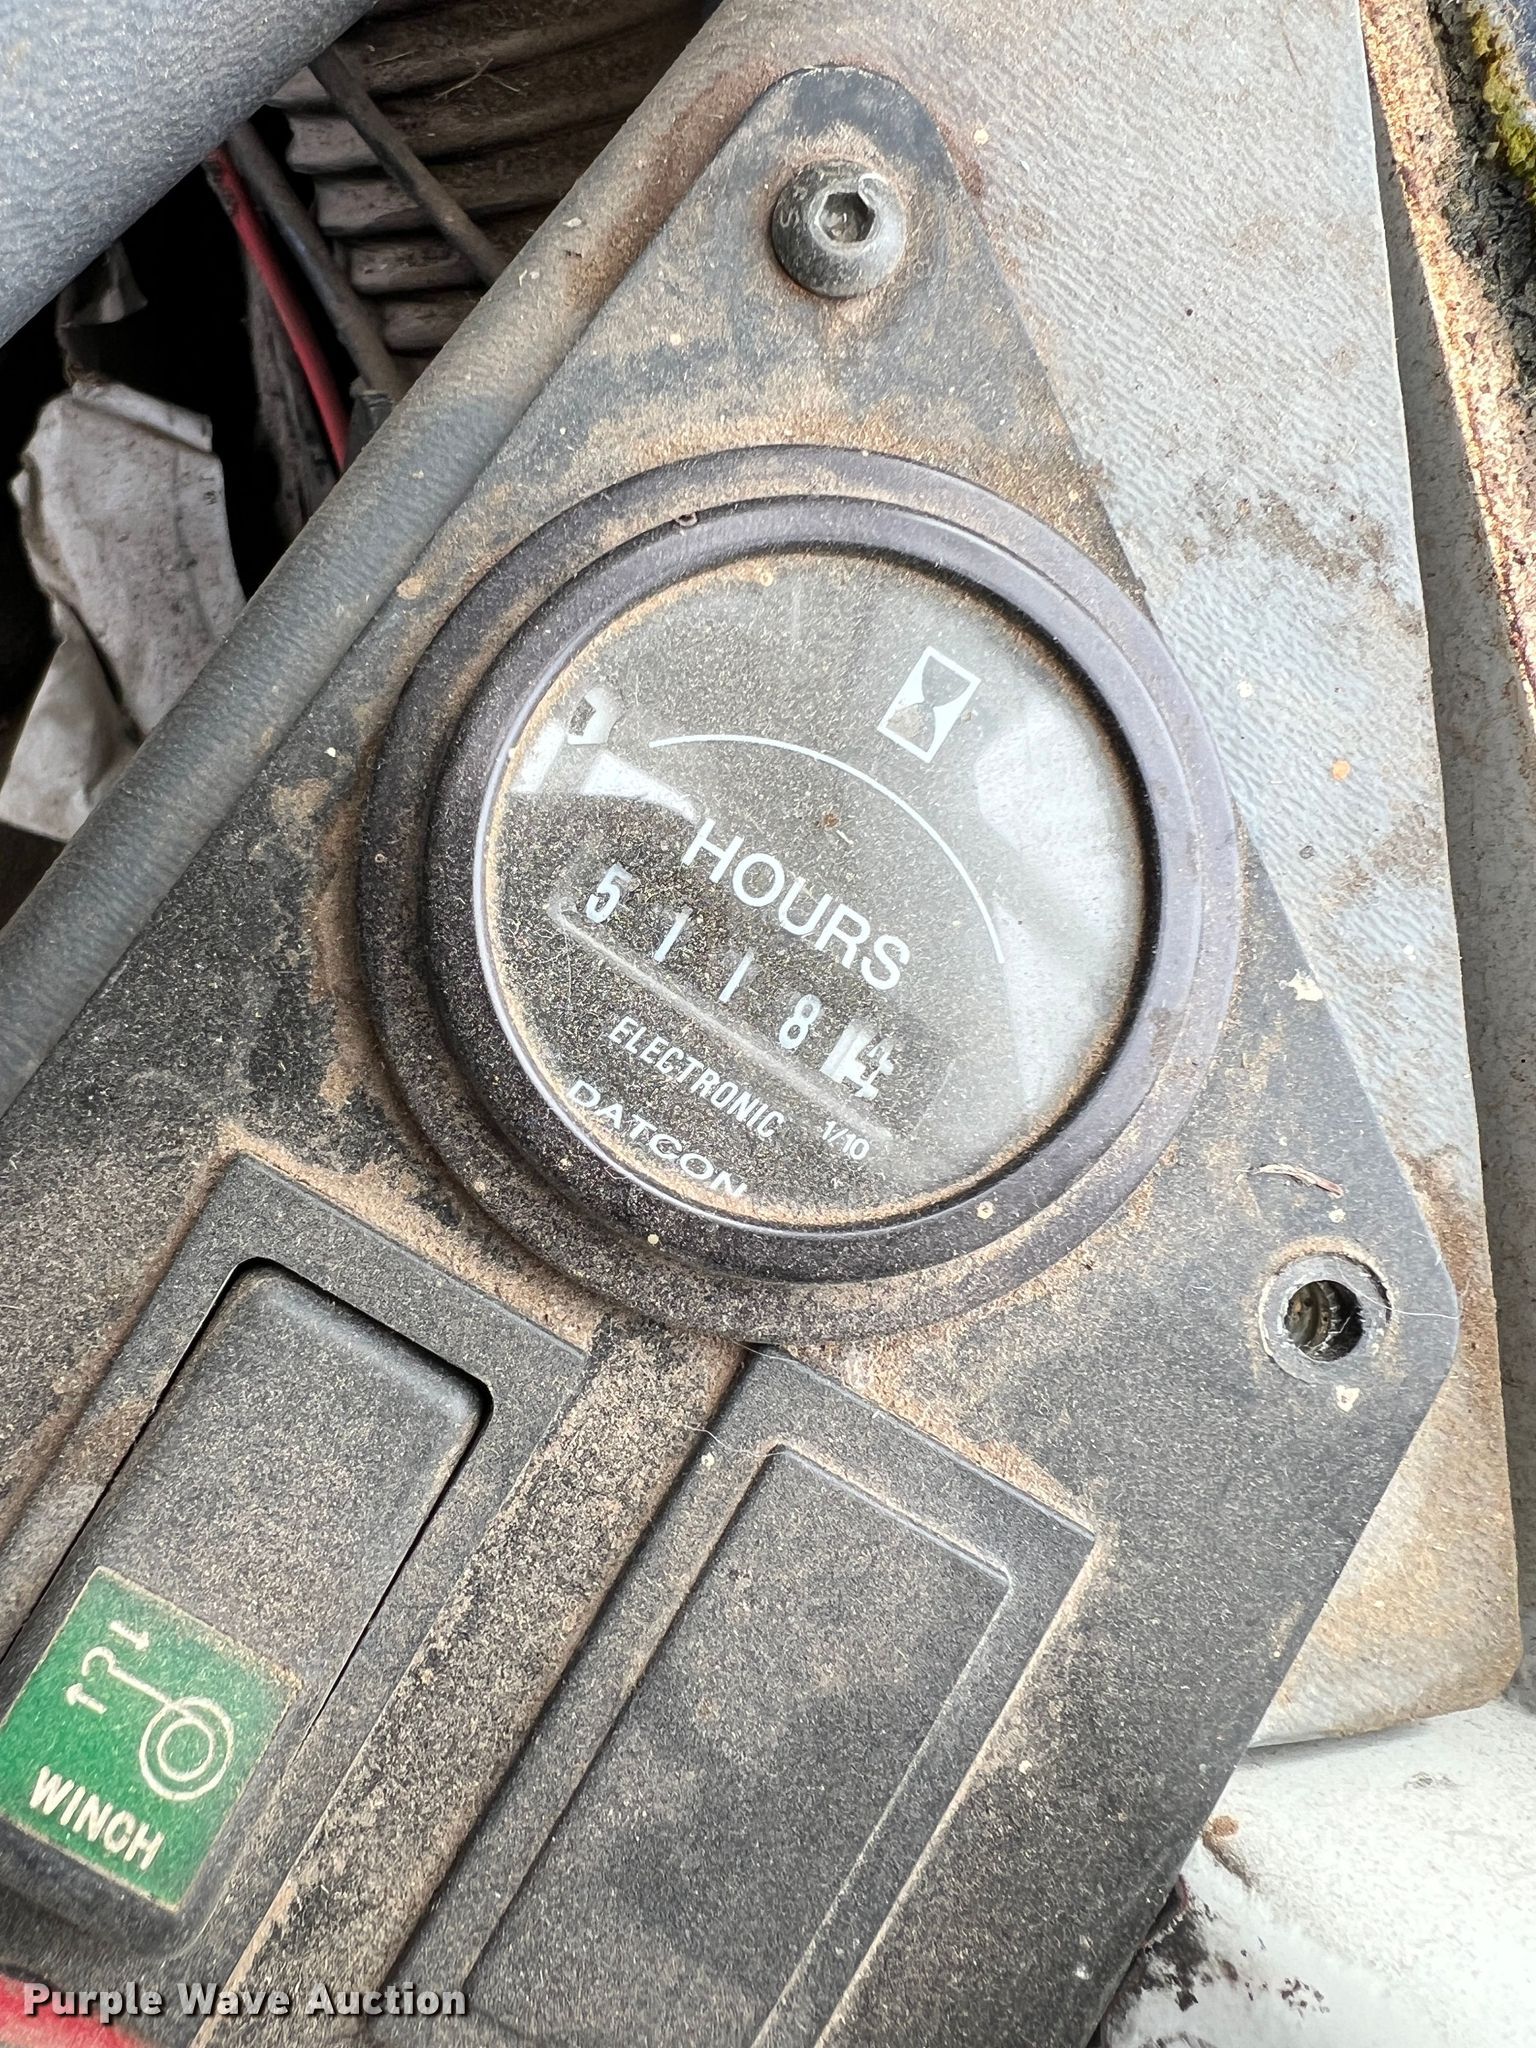 HOURS
5 1 1 8 4
ELECTRONIC 1/10
DATCON
WINCH
Purple Wave Auction